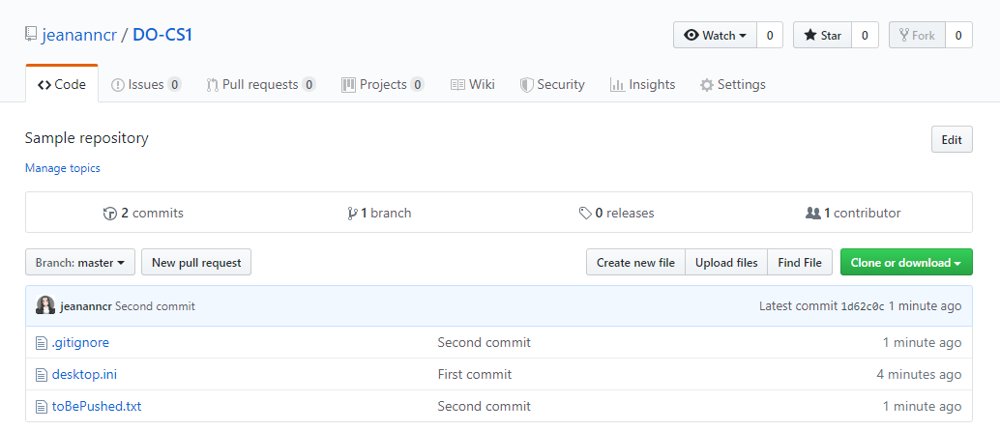 jeananncr / DO-CS1 Watch 0 Star 0 Fork 0
Code Issues 0 Pull requests 0 Projects 0 Wiki Security Insights Settings
Sample repository Edit
Manage topics
2 commits 1 branch 0 releases 1 contributor
Branch: master New pull request Create new file Upload files Find File Clone or download
jeananncr Second commit Latest commit 1d62c0c 1 minute ago
.gitignore Second commit 1 minute ago
desktop.ini First commit 4 minutes ago
toBePushed.txt Second commit 1 minute ago